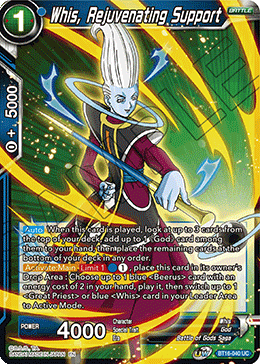 1
Whis, Rejuvenating Support
BATTLE
0 + 5000
Auto When this card is played, look at up to 3 cards from
the top of your deck, add up to 1 《God》 card among
them to your hand, then place the remaining cards at the
bottom of your deck in any order.
Activate Main Limit 1 1, place this card in its owner's
Drop Area : Choose up to 1 blue <Beerus> card with an
energy cost of 2 in your hand, play it, then switch up to 1
<Great Priest> or blue <Whis> card in your Leader Area
to Active Mode.
POWER
4000
Character
Special Trait
God
Era
Battle of Gods Saga
BT16-040 UC